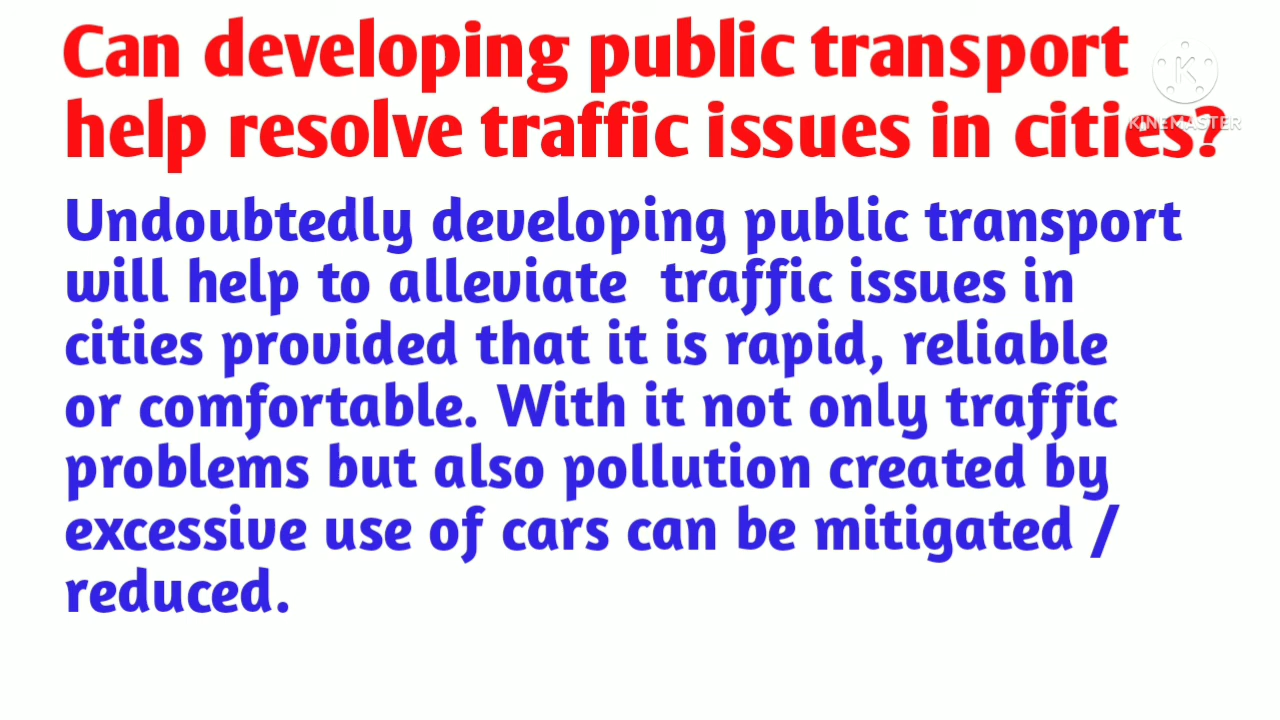 Can developing public transport
help resolve traffic issues in cities?
KINEMASTER
Undoubtedly developing public transport
will help to alleviate traffic issues in
cities provided that it is rapid, reliable
or comfortable. With it not only traffic
problems but also pollution created by
excessive use of cars can be mitigated /
reduced.